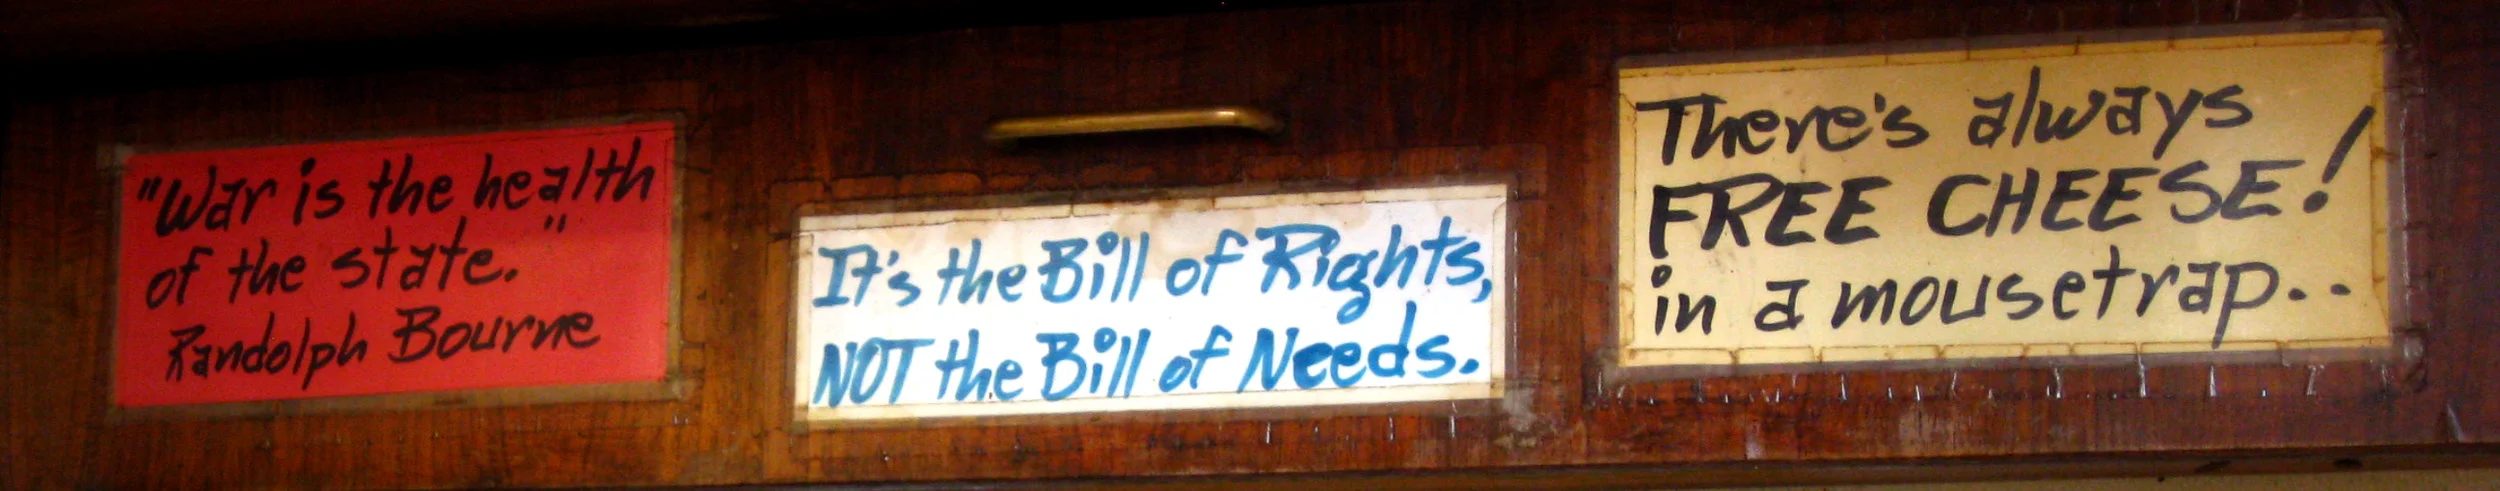 "War is the health
of the state."
Randolph Bourne
It's the Bill of Rights,
NOT the Bill of Needs.
There's always
FREE CHEESE!
in a mousetrap..